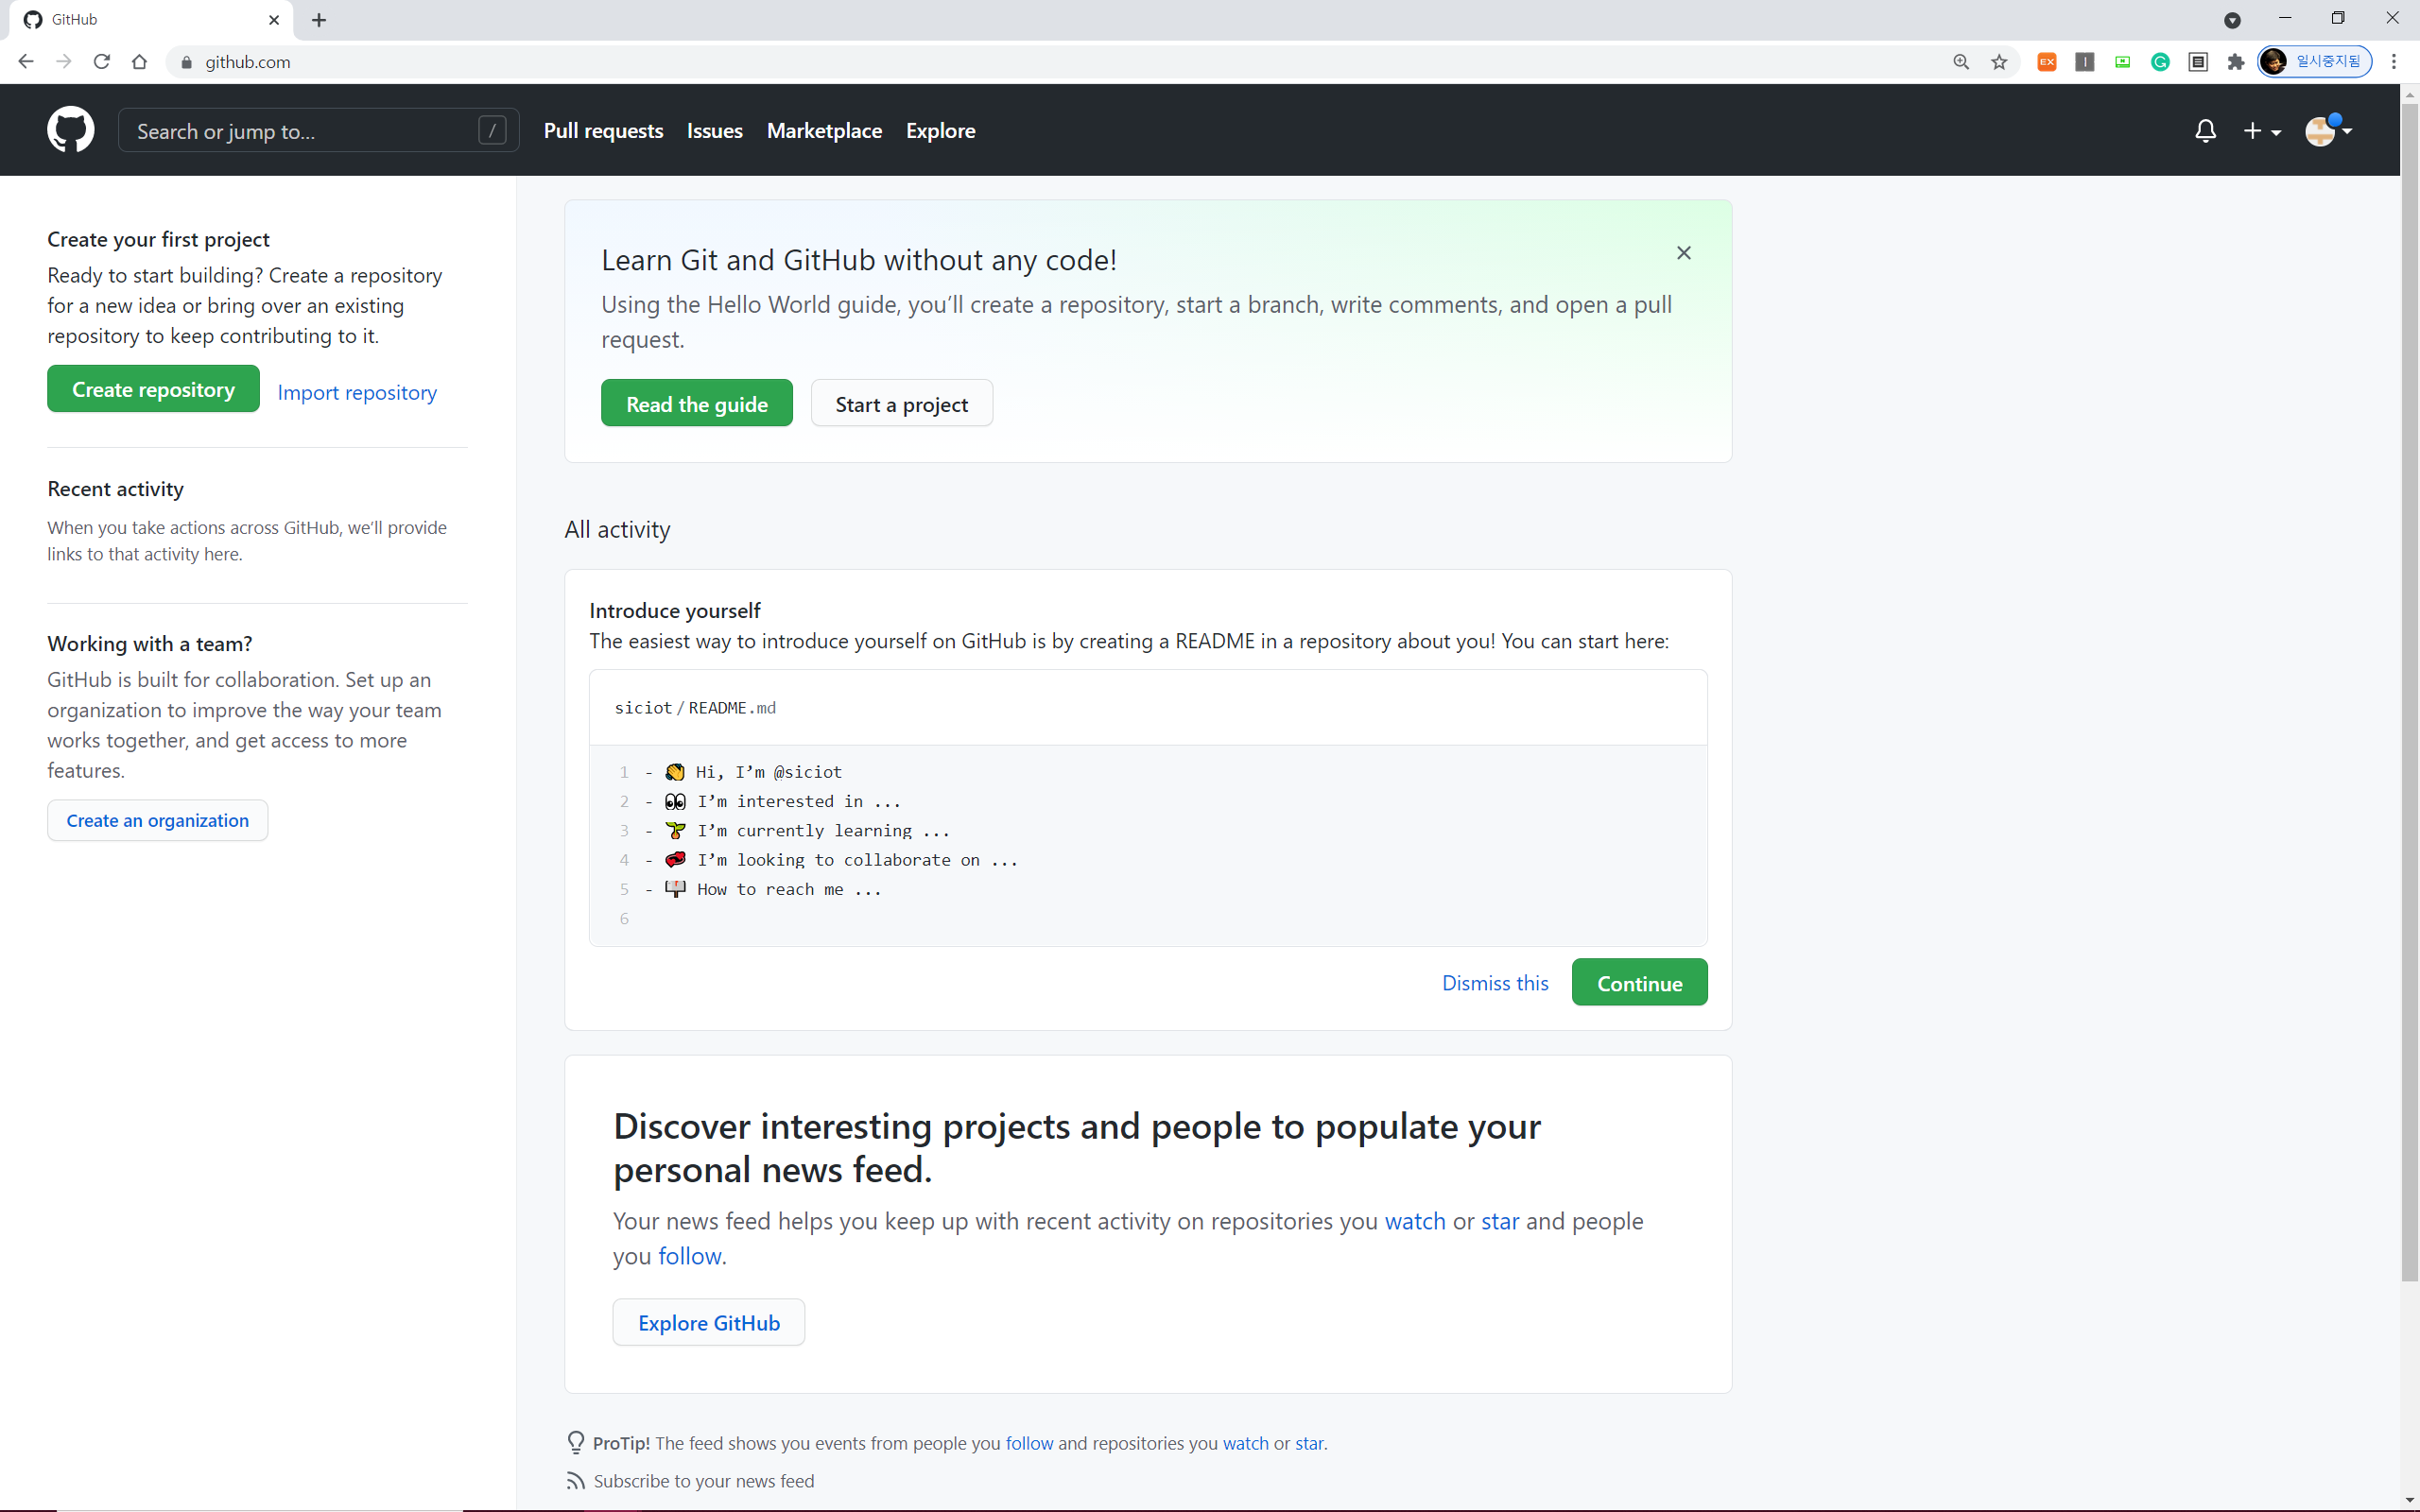 GitHub
github.com
EX
일시중지됨
Search or jump to...
/
Pull requests
Issues
Marketplace
Explore
Create your first project
Ready to start building? Create a repository
for a new idea or bring over an existing
repository to keep contributing to it.
Create repository
Import repository
Recent activity
When you take actions across GitHub, we’ll provide
links to that activity here.
Working with a team?
GitHub is built for collaboration. Set up an
organization to improve the way your team
works together, and get access to more
features.
Create an organization
Learn Git and GitHub without any code!
Using the Hello World guide, you’ll create a repository, start a branch, write comments, and open a pull
request.
Read the guide
Start a project
All activity
Introduce yourself
The easiest way to introduce yourself on GitHub is by creating a README in a repository about you! You can start here:
siciot / README.md
1 - 👋 Hi, I’m @siciot
2 - 👀 I’m interested in ...
3 - 🌱 I’m currently learning ...
4 - 💞️ I’m looking to collaborate on ...
5 - 📫 How to reach me ...
6
Dismiss this
Continue
Discover interesting projects and people to populate your
personal news feed.
Your news feed helps you keep up with recent activity on repositories you watch or star and people
you follow.
Explore GitHub
ProTip! The feed shows you events from people you follow and repositories you watch or star.
Subscribe to your news feed